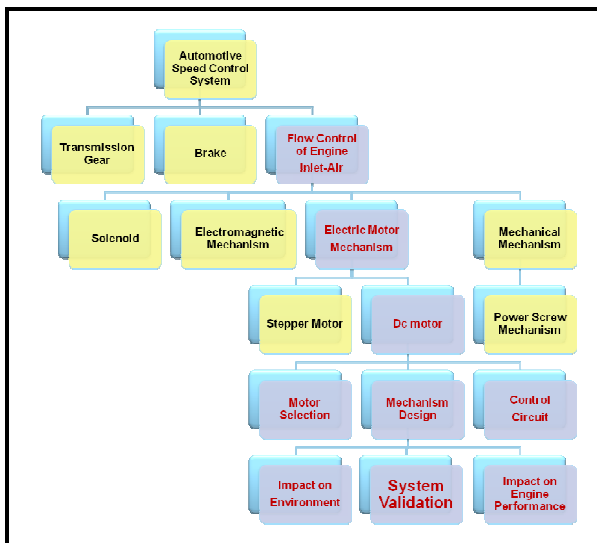 Automotive
Speed Control
System
Transmission
Gear
Brake
Flow Control
of Engine
Inlet-Air
Solenoid
Electromagnetic
Mechanism
Electric Motor
Mechanism
Mechanical
Mechanism
Stepper Motor
Dc motor
Power Screw
Mechanism
Motor
Selection
Mechanism
Design
Control
Circuit
Impact on
Environment
System
Validation
Impact on
Engine
Performance